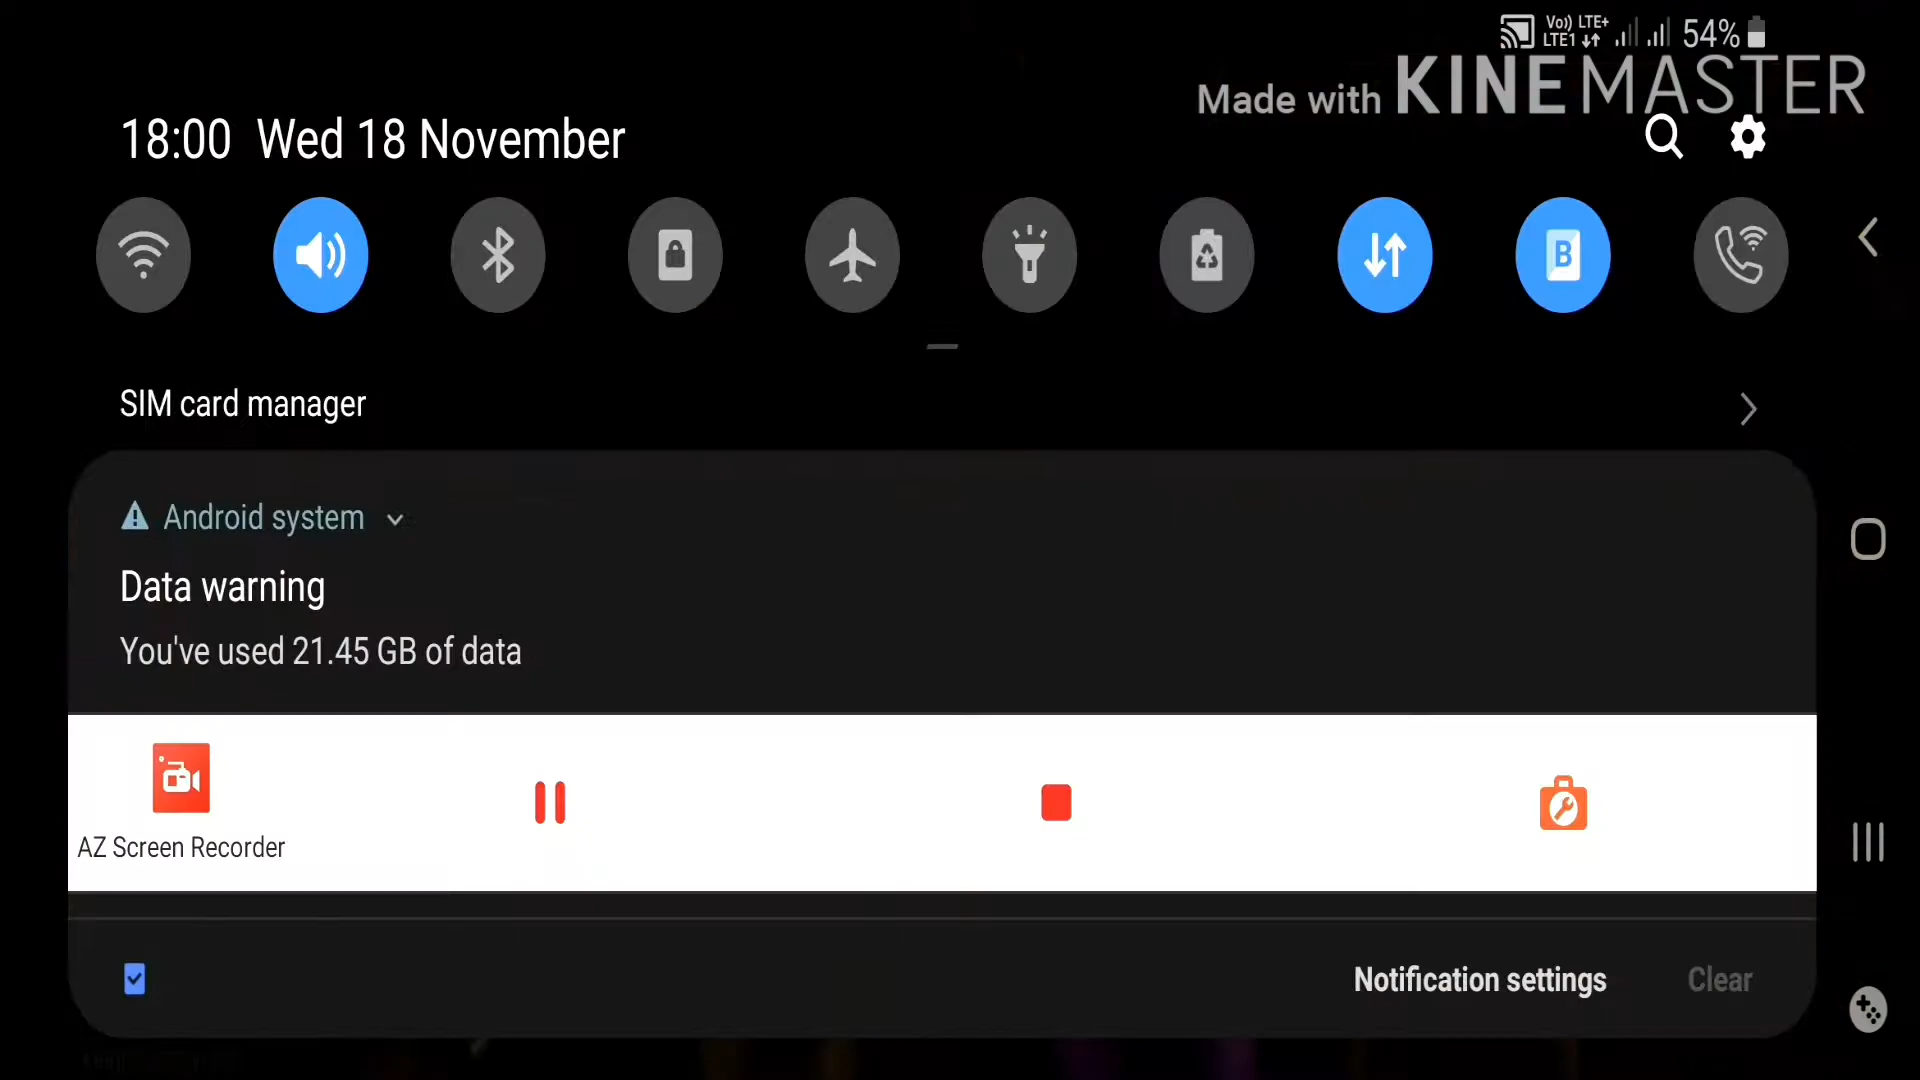 Vo)) LTE+
LTE1
54%
Made with KINEMASTER
18:00 Wed 18 November
B
SIM card manager
Android system
Data warning
You've used 21.45 GB of data
AZ Screen Recorder
Notification settings
Clear